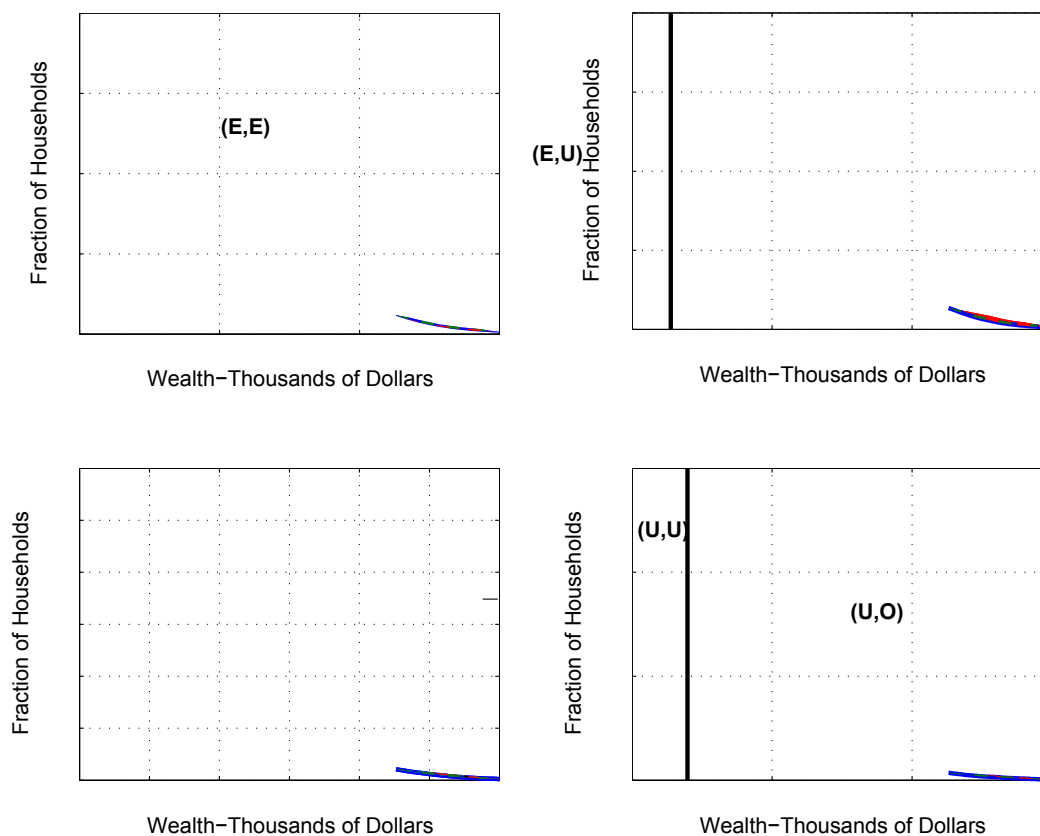 Fraction of Households
(E,E)
Wealth−Thousands of Dollars
(E,U)
Fraction of Households
Wealth−Thousands of Dollars
Fraction of Households
Wealth−Thousands of Dollars
Fraction of Households
(U,U)
(U,O)
Wealth−Thousands of Dollars